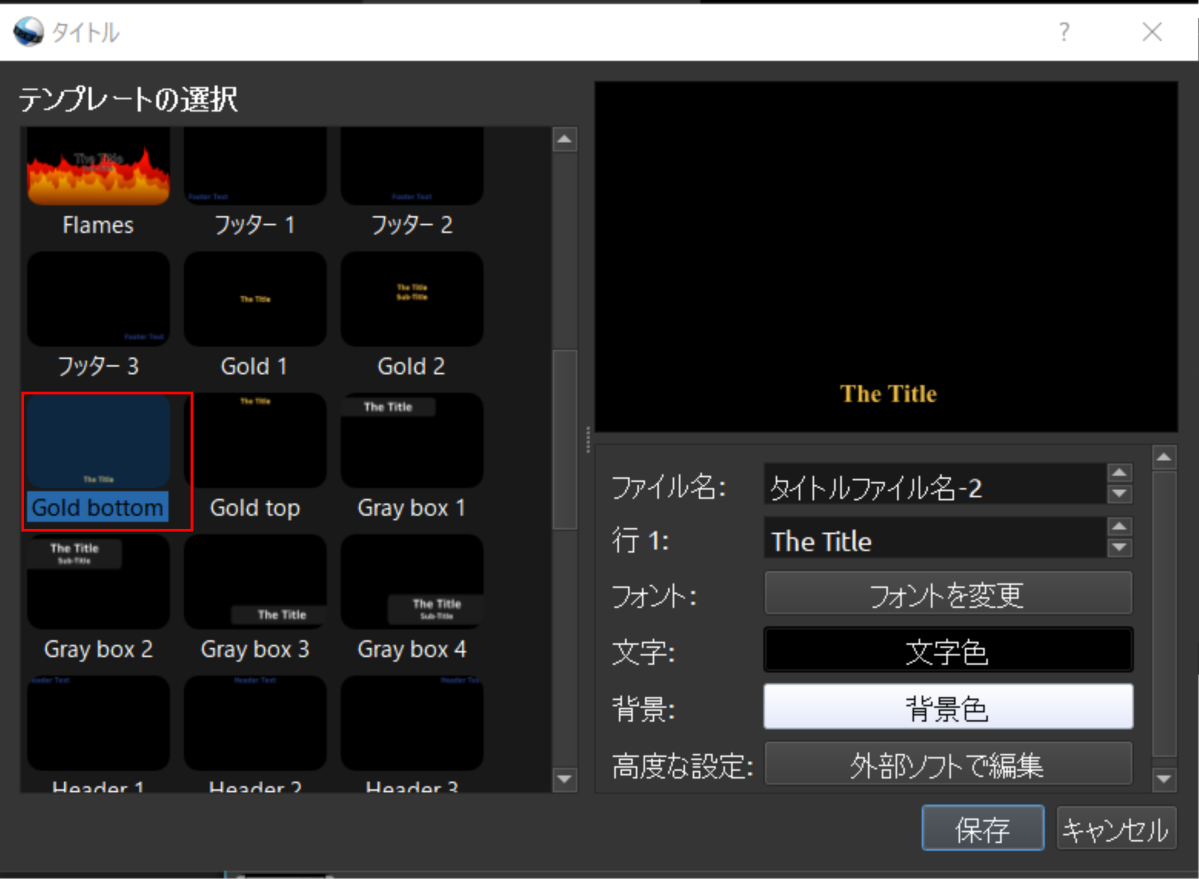 タイトル
?
テンプレートの選択
The Title
Footer Text
Footer Text
Flames
フッター 1
フッター 2
Footer Text
The Title
The Title
Sub-Title
フッター 3
Gold 1
Gold 2
The Title
The Title
The Title
Gold bottom
Gold top
Gray box 1
The Title
Sub-Title
The Title
The Title
Sub-Title
Gray box 2
Gray box 3
Gray box 4
Header Text
Header Text
Header Tex
Header 1
Header 2
Header 3
The Title
ファイル名:
タイトルファイル名-2
行 1:
The Title
フォント:
フォントを変更
文字:
文字色
背景:
背景色
高度な設定:
外部ソフトで編集
保存
キャンセル